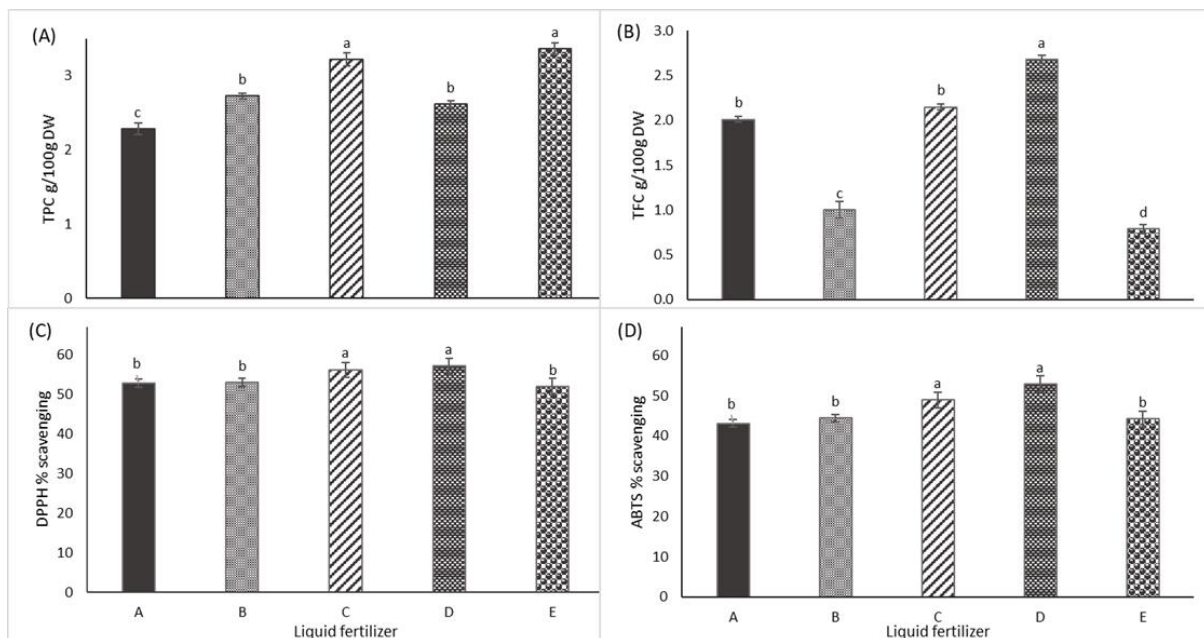 (A)
TPC g/100g DW
3
2
1
0
c
b
a
b
a
(B)
TFC g/100g DW
3.0
2.5
2.0
1.5
1.0
0.5
0.0
b
c
b
a
d
(C)
DPPH % scavenging
60
50
40
30
20
10
0
b
b
a
a
b
A B C D E
Liquid fertilizer
(D)
ABTS % scavenging
60
50
40
30
20
10
0
b
b
a
a
b
A B C D E
Liquid fertilizer